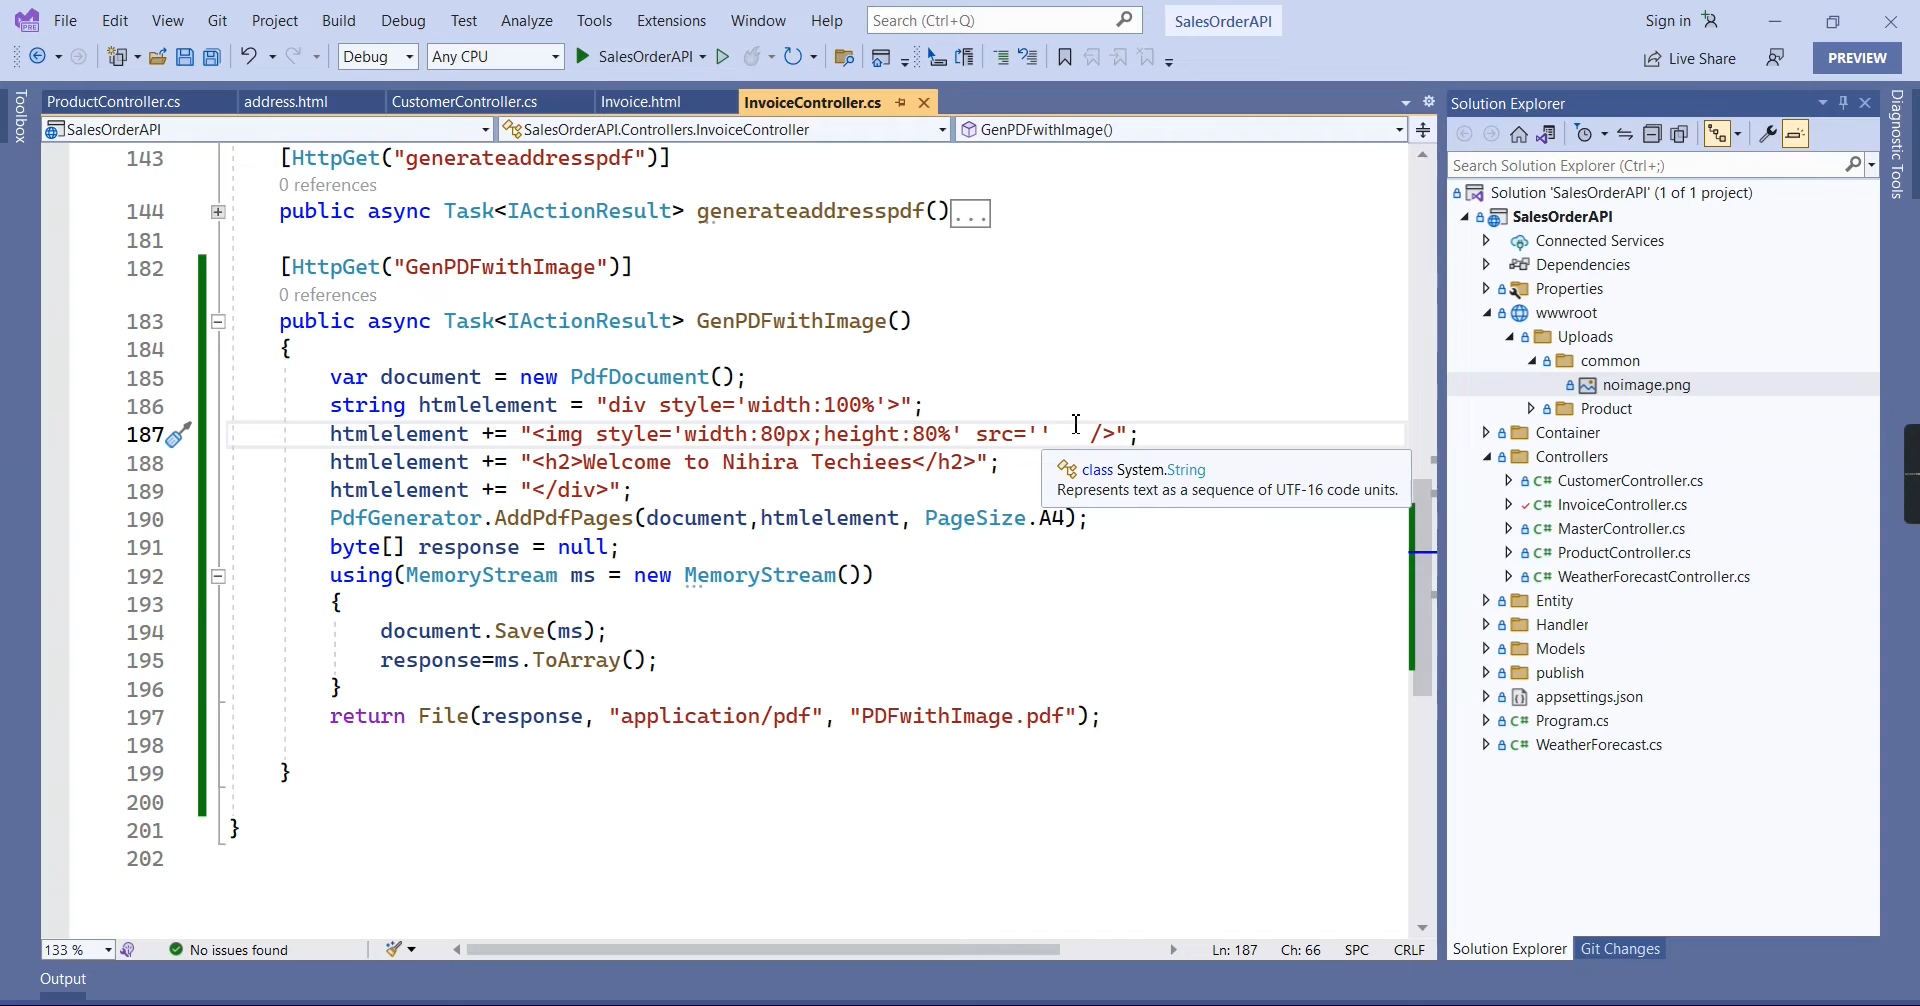 File Edit View Git Project Build Debug Test Analyze Tools Extensions Window Help Search (Ctrl+Q) SalesOrderAPI Sign in
Debug Any CPU SalesOrderAPI Live Share PREVIEW
Toolbox
ProductController.cs address.html CustomerController.cs Invoice.html InvoiceController.cs
SalesOrderAPI SalesOrderAPI.Controllers.InvoiceController GenPDFwithImage()
143 [HttpGet("generateaddresspdf")]
0 references
144 public async Task<IActionResult> generateaddresspdf()...
181
182 [HttpGet("GenPDFwithImage")]
0 references
183 public async Task<IActionResult> GenPDFwithImage()
184 {
185 var document = new PdfDocument();
186 string htmlelement = "div style='width:100%'>";
187 htmlelement += "<img style='width:80px;height:80%' src='' />";
188 htmlelement += "<h2>Welcome to Nihira Techiees</h2>";
189 htmlelement += "</div>";
190 PdfGenerator.AddPdfPages(document,htmlelement, PageSize.A4);
191 byte[] response = null;
192 using(MemoryStream ms = new MemoryStream())
193 {
194 document.Save(ms);
195 response=ms.ToArray();
196 }
197 return File(response, "application/pdf", "PDFwithImage.pdf");
198
199 }
200
201 }
202
class System.String
Represents text as a sequence of UTF-16 code units.
133 % No issues found Ln: 187 Ch: 66 SPC CRLF
Output
Solution Explorer
Search Solution Explorer (Ctrl+;)
Solution 'SalesOrderAPI' (1 of 1 project)
SalesOrderAPI
Connected Services
Dependencies
Properties
wwwroot
Uploads
common
noimage.png
Product
Container
Controllers
C# CustomerController.cs
C# InvoiceController.cs
C# MasterController.cs
C# ProductController.cs
C# WeatherForecastController.cs
Entity
Handler
Models
publish
appsettings.json
C# Program.cs
C# WeatherForecast.cs
Solution Explorer Git Changes
Diagnostic Tools